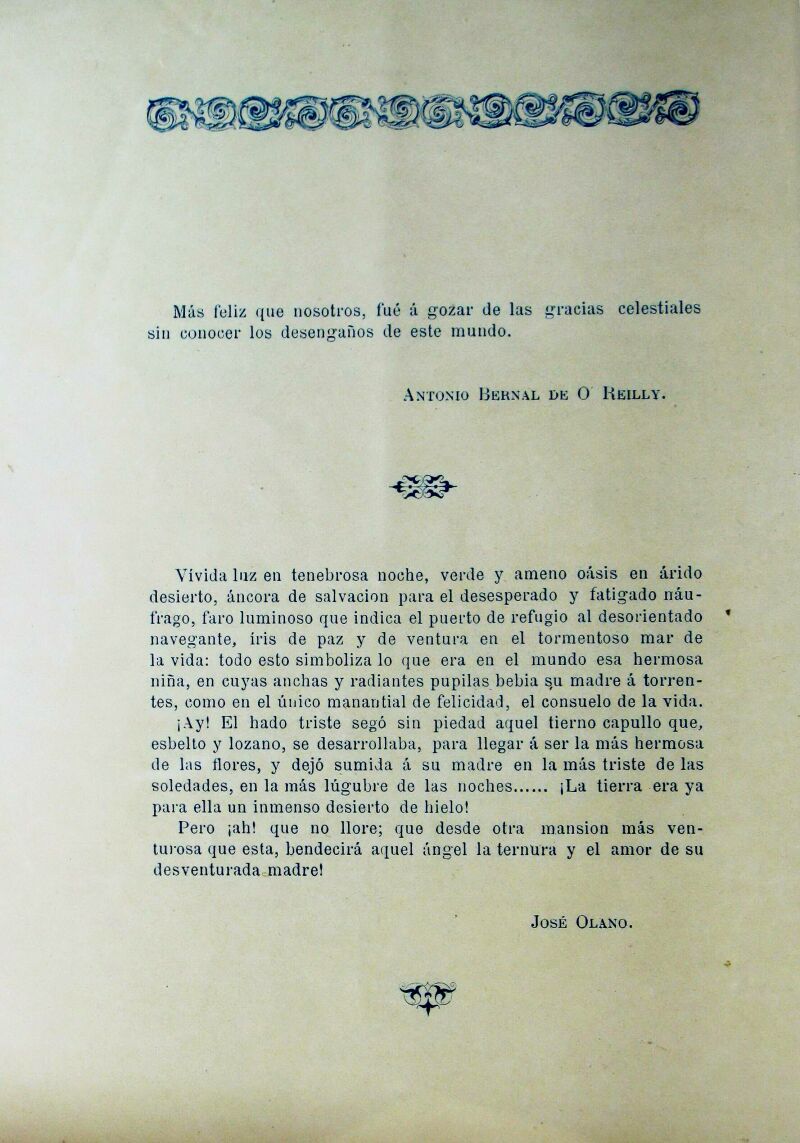 Más feliz que nosotros, fué á gozar de las gracias celestiales
sin conocer los desengaños de este mundo.
Antonio Bernal de O' Reilly.
Vívida luz en tenebrosa noche, verde y ameno oásis en árido
desierto, áncora de salvacion para el desesperado y fatigado náu-
frago, faro luminoso que indica el puerto de refugio al desorientado
navegante, íris de paz y de ventura en el tormentoso mar de
la vida: todo esto simboliza lo que era en el mundo esa hermosa
niña, en cuyas anchas y radiantes pupilas bebia su madre á torren-
tes, como en el único manantial de felicidad, el consuelo de la vida.
¡Ay! El hado triste segó sin piedad aquel tierno capullo que,
esbelto y lozano, se desarrollaba, para llegar á ser la más hermosa
de las flores, y dejó sumida á su madre en la más triste de las
soledades, en la más lúgubre de las noches...... ¡La tierra era ya
para ella un inmenso desierto de hielo!
Pero ¡ah! que no llore; que desde otra mansion más ven-
turosa que esta, bendecirá aquel ángel la ternura y el amor de su
desventurada madre!
José Olano.